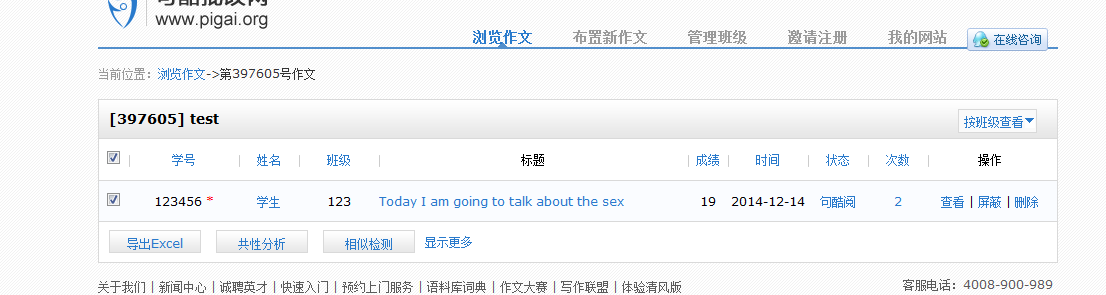 www.pigai.org
浏览作文 布置新作文 管理班级 邀请注册 我的网站 在线咨询
当前位置：浏览作文->第397605号作文
[397605] test 按班级查看
学号 姓名 班级 标题 成绩 时间 状态 次数 操作
123456 * 学生 123 Today I am going to talk about the sex 19 2014-12-14 句酷阅 2 查看 | 屏蔽 | 删除
导出Excel 共性分析 相似检测 显示更多
关于我们 | 新闻中心 | 诚聘英才 | 快速入门 | 预约上门服务 | 语料库词典 | 作文大赛 | 写作联盟 | 体验清风版 客服电话：4008-900-989